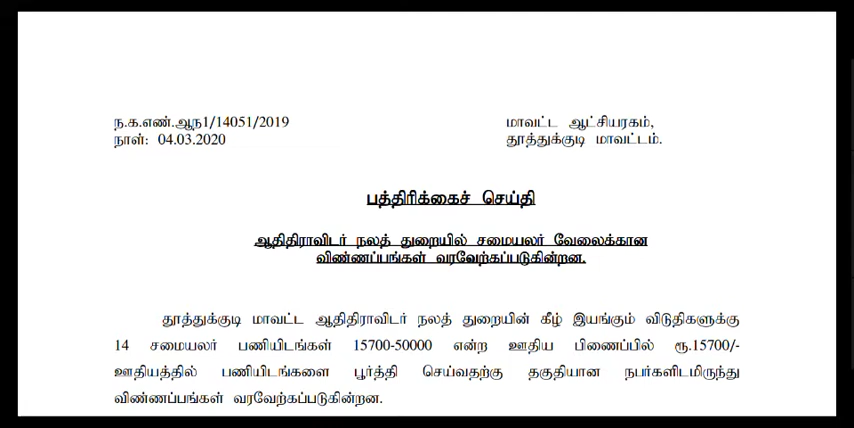 ந.க.எண்.ஆந1/14051/2019
நாள்: 04.03.2020
மாவட்ட ஆட்சியரகம்,
தூத்துக்குடி மாவட்டம்.
பத்திரிக்கைச் செய்தி
ஆதிதிராவிடர் நலத் துறையில் சமையலர் வேலைக்கான
விண்ணப்பங்கள் வரவேற்கப்படுகின்றன.
தூத்துக்குடி மாவட்ட ஆதிதிராவிடர் நலத் துறையின் கீழ் இயங்கும் விடுதிகளுக்கு
14 சமையலர் பணியிடங்கள் 15700-50000 என்ற ஊதிய பிணைப்பில் ரூ.15700/-
ஊதியத்தில் பணியிடங்களை பூர்த்தி செய்வதற்கு தகுதியான நபர்களிடமிருந்து
விண்ணப்பங்கள் வரவேற்கப்படுகின்றன.